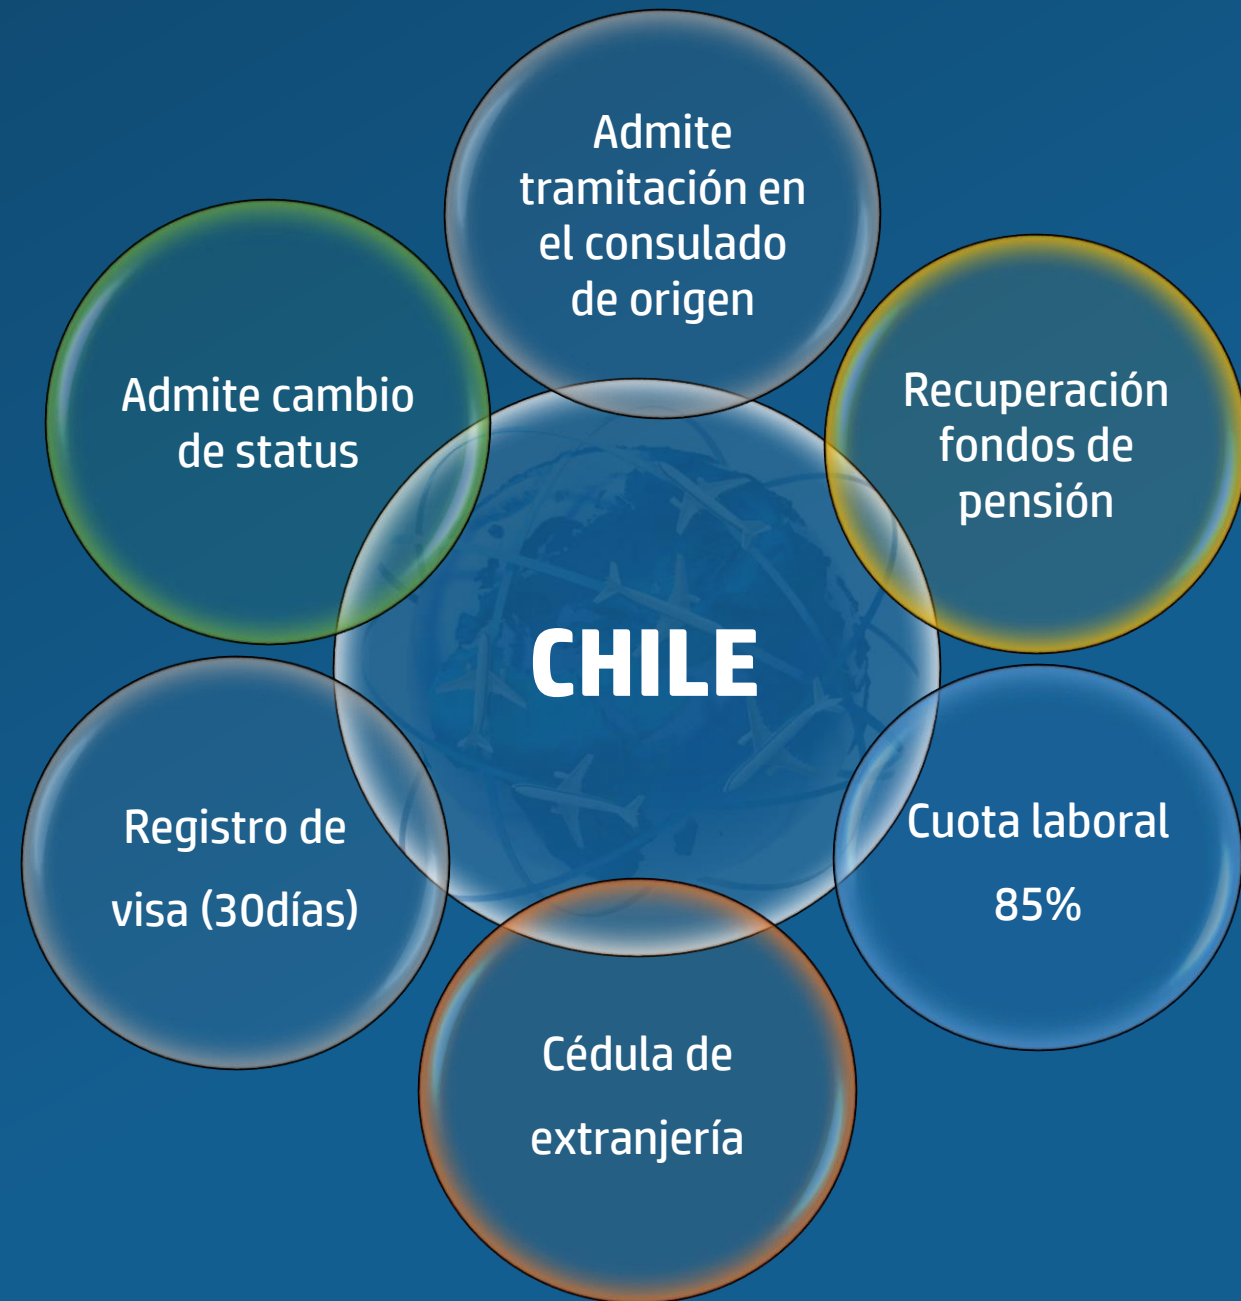 Admite
tramitación en
el consulado
de origen
Admite cambio
de status
Recuperación
fondos de
pensión
CHILE
Registro de
visa (30días)
Cuota laboral
85%
Cédula de
extranjería